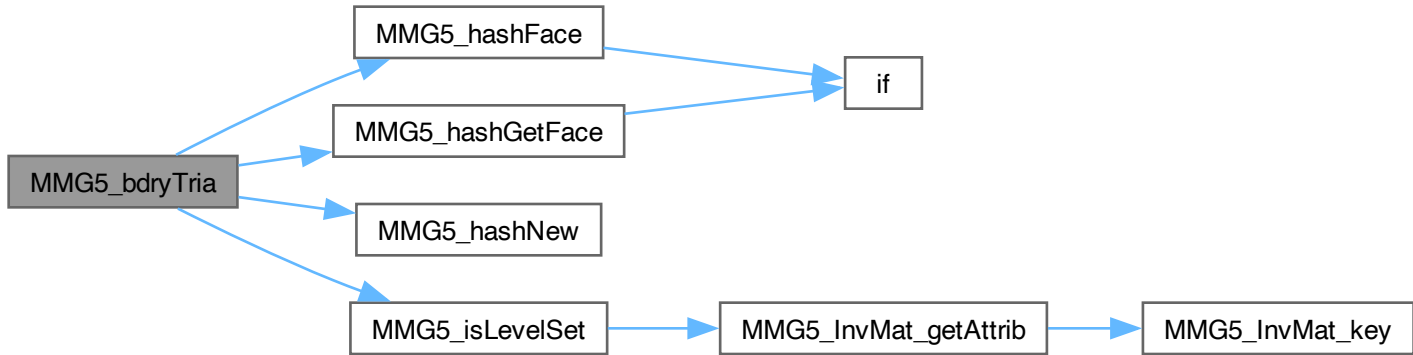 MMG5_hashFace
if
MMG5_hashGetFace
MMG5_bdryTria
MMG5_hashNew
MMG5_isLevelSet
MMG5_InvMat_getAttrib
MMG5_InvMat_key